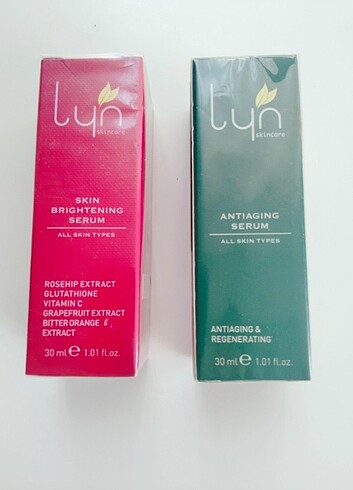 Lyn
skincare
SKIN
BRIGHTENING
SERUM
ALL SKIN TYPES
ROSEHIP EXTRACT
GLUTATHIONE
VITAMIN C
GRAPEFRUIT EXTRACT
BITTER ORANGE
EXTRACT
30 ml e 1.01 fl.oz.
Lyn
skincare
ANTIAGING
SERUM
ALL SKIN TYPES
ANTIAGING &
REGENERATING
30 ml e 1.01 fl.oz.